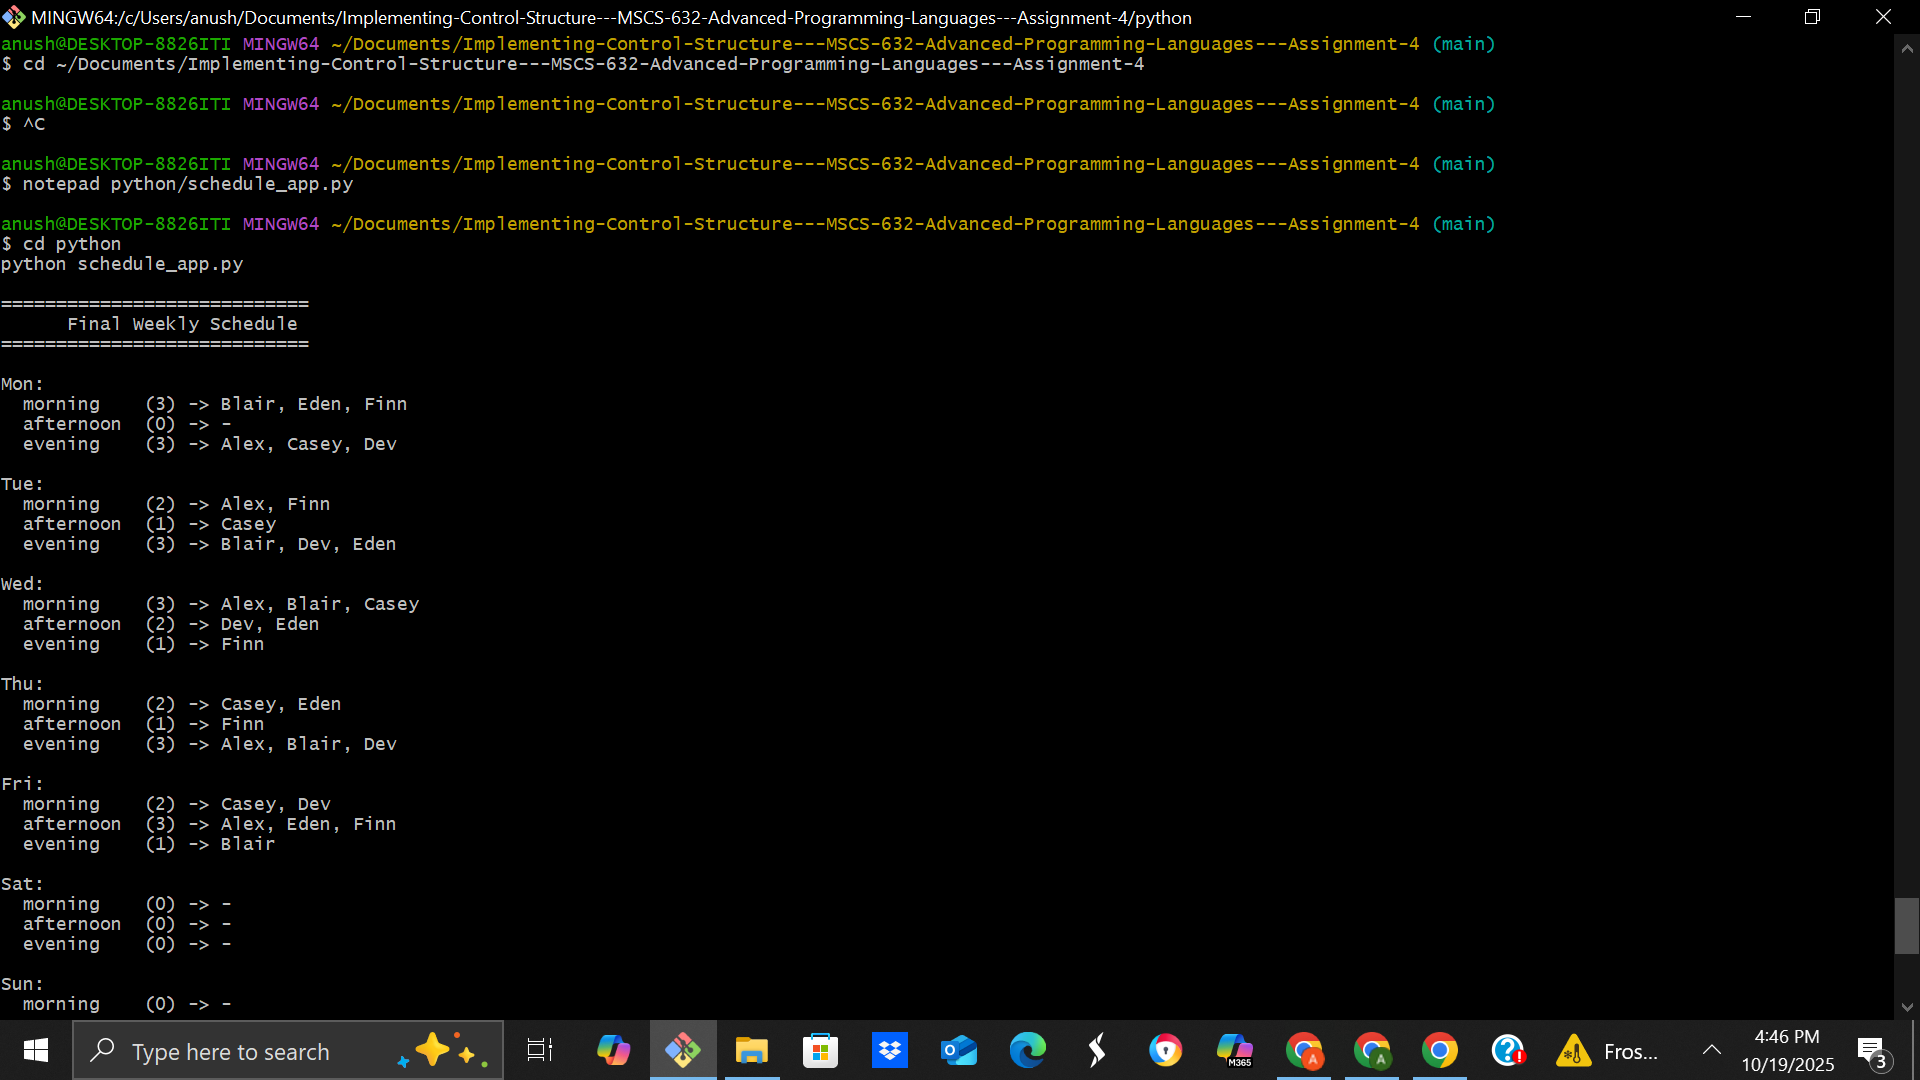 MINGW64:/c/Users/anush/Documents/Implementing-Control-Structure---MSCS-632-Advanced-Programming-Languages---Assignment-4/python
anush@DESKTOP-8826ITI MINGW64 ~/Documents/Implementing-Control-Structure---MSCS-632-Advanced-Programming-Languages---Assignment-4 (main)
$ cd ~/Documents/Implementing-Control-Structure---MSCS-632-Advanced-Programming-Languages---Assignment-4
anush@DESKTOP-8826ITI MINGW64 ~/Documents/Implementing-Control-Structure---MSCS-632-Advanced-Programming-Languages---Assignment-4 (main)
$ ^C
anush@DESKTOP-8826ITI MINGW64 ~/Documents/Implementing-Control-Structure---MSCS-632-Advanced-Programming-Languages---Assignment-4 (main)
$ notepad python/schedule_app.py
anush@DESKTOP-8826ITI MINGW64 ~/Documents/Implementing-Control-Structure---MSCS-632-Advanced-Programming-Languages---Assignment-4 (main)
$ cd python
python schedule_app.py
============================
Final Weekly Schedule
============================
Mon:
morning (3) -> Blair, Eden, Finn
afternoon (0) -> -
evening (3) -> Alex, Casey, Dev
Tue:
morning (2) -> Alex, Finn
afternoon (1) -> Casey
evening (3) -> Blair, Dev, Eden
Wed:
morning (3) -> Alex, Blair, Casey
afternoon (2) -> Dev, Eden
evening (1) -> Finn
Thu:
morning (2) -> Casey, Eden
afternoon (1) -> Finn
evening (3) -> Alex, Blair, Dev
Fri:
morning (2) -> Casey, Dev
afternoon (3) -> Alex, Eden, Finn
evening (1) -> Blair
Sat:
morning (0) -> -
afternoon (0) -> -
evening (0) -> -
Sun:
morning (0) -> -
Type here to search
M365
A
A
Fros...
4:46 PM
10/19/2025
3